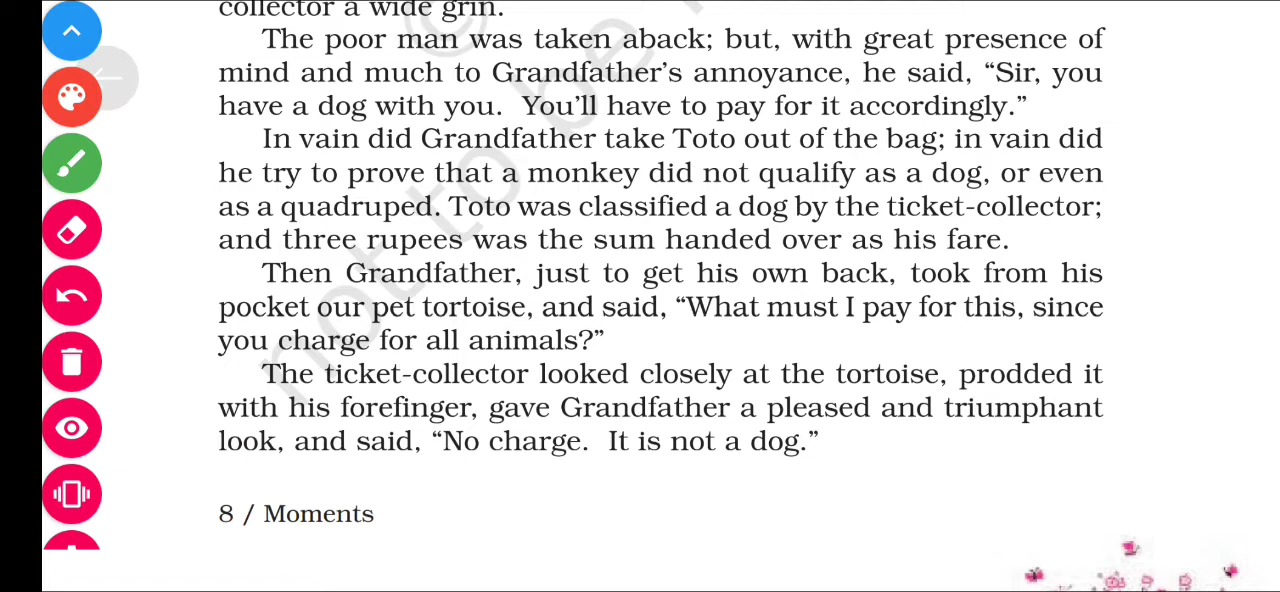 collector a wide grin.
The poor man was taken aback; but, with great presence of
mind and much to Grandfather's annoyance, he said, “Sir, you
have a dog with you. You'll have to pay for it accordingly.”
In vain did Grandfather take Toto out of the bag; in vain did
he try to prove that a monkey did not qualify as a dog, or even
as a quadruped. Toto was classified a dog by the ticket-collector;
and three rupees was the sum handed over as his fare.
Then Grandfather, just to get his own back, took from his
pocket our pet tortoise, and said, “What must I pay for this, since
you charge for all animals?”
The ticket-collector looked closely at the tortoise, prodded it
with his forefinger, gave Grandfather a pleased and triumphant
look, and said, “No charge. It is not a dog.”
8 / Moments
©
not to be